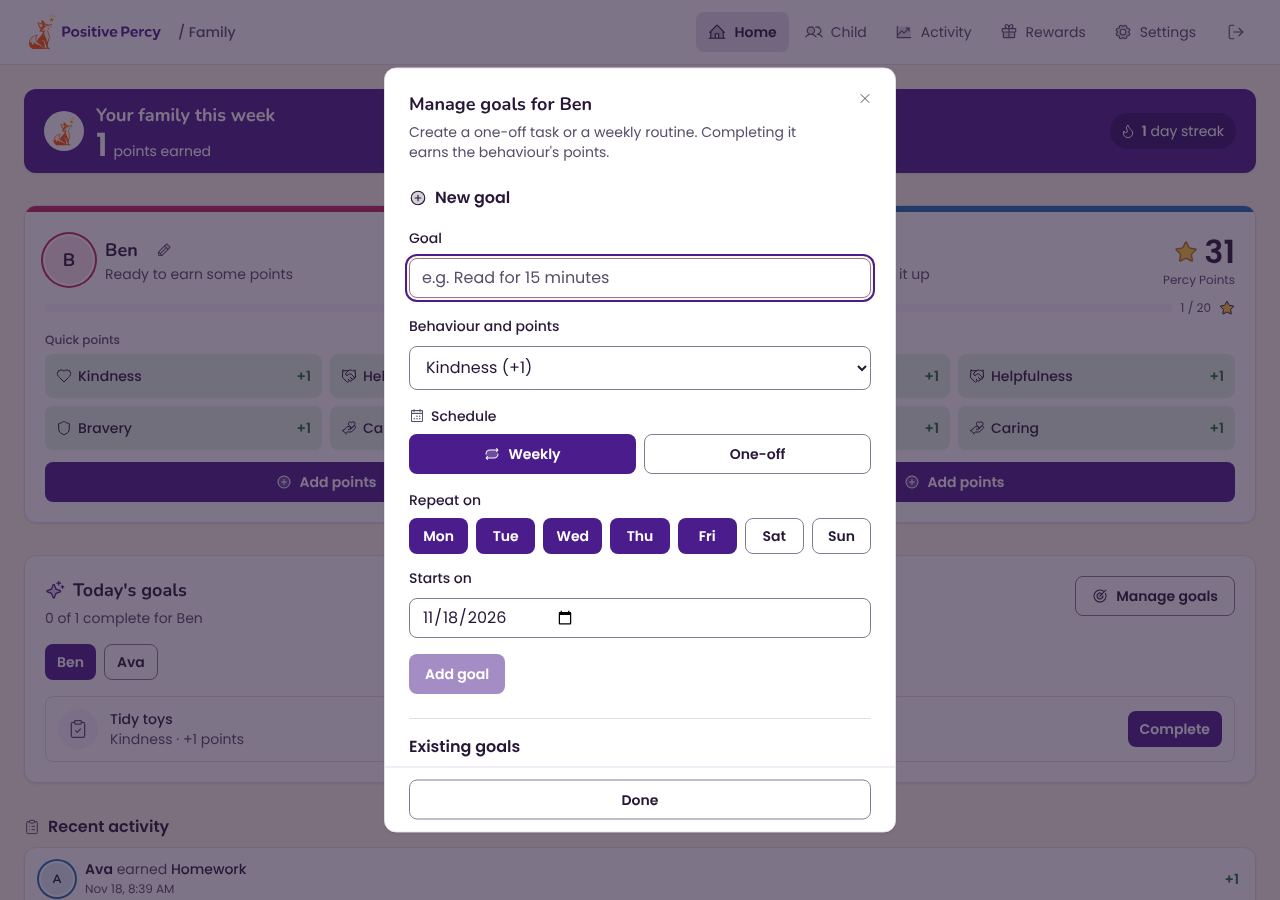 Positive Percy / Family
Home
Child
Activity
Rewards
Settings
Your family this week
1 points earned
1 day streak
B
Ben
Ready to earn some points
Quick points
Kindness +1
Hel
Bravery +1
Ca
Add points
it up
31
Percy Points
1 / 20
+1
Helpfulness +1
+1
Caring +1
Add points
Manage goals for Ben
Create a one-off task or a weekly routine. Completing it
earns the behaviour's points.
New goal
Goal
e.g. Read for 15 minutes
Behaviour and points
Kindness (+1)
Schedule
Weekly
One-off
Repeat on
Mon Tue Wed Thu Fri Sat Sun
Starts on
11/18/2026
Add goal
Existing goals
Done
Today's goals
0 of 1 complete for Ben
Manage goals
Ben
Ava
Tidy toys
Kindness · +1 points
Complete
Recent activity
A
Ava earned Homework
Nov 18, 8:39 AM
+1